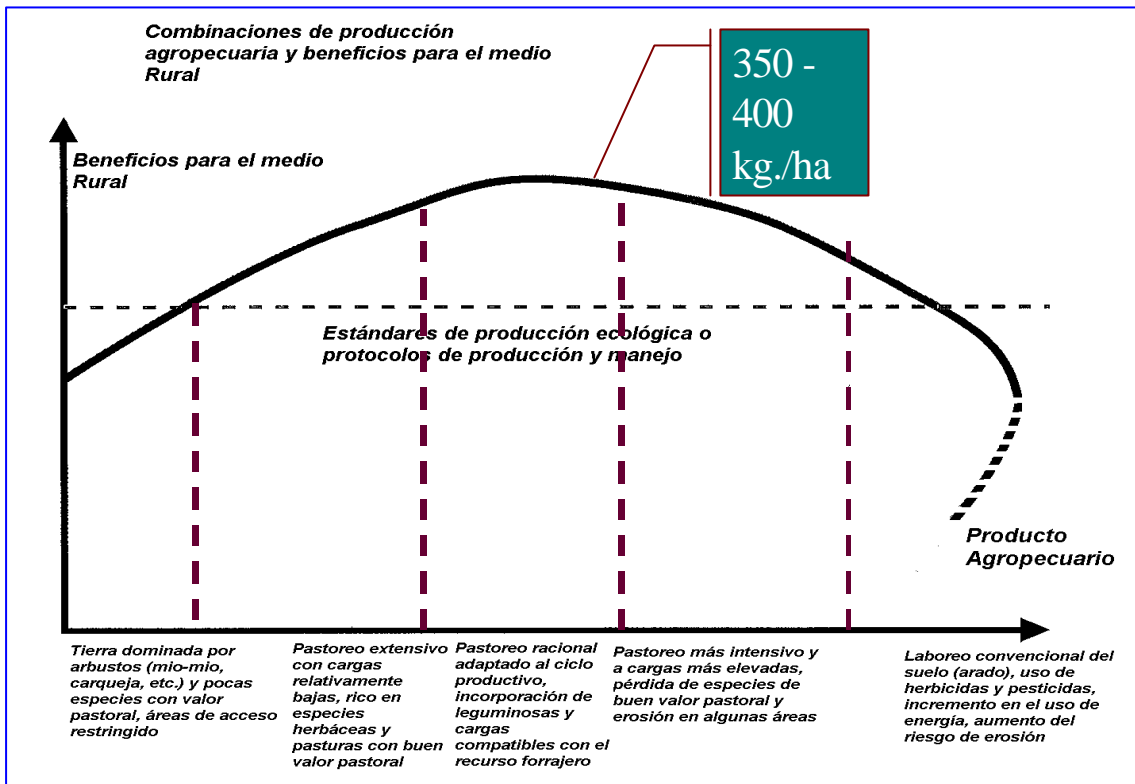 Combinaciones de producción
agropecuaria y beneficios para el medio
Rural
350 -
400
kg./ha
Beneficios para el medio
Rural
Estándares de producción ecológica o
protocolos de producción y manejo
Producto
Agropecuario
Tierra dominada por
arbustos (mio-mio,
carqueja, etc.) y pocas
especies con valor
pastoral, áreas de acceso
restringido
Pastoreo extensivo
con cargas
relativamente
bajas, rico en
especies
herbáceas y
pasturas con buen
valor pastoral
Pastoreo racional
adaptado al ciclo
productivo,
incorporación de
leguminosas y
cargas
compatibles con el
recurso forrajero
Pastoreo más intensivo y
a cargas más elevadas,
pérdida de especies de
buen valor pastoral y
erosión en algunas áreas
Laboreo convencional del
suelo (arado), uso de
herbicidas y pesticidas,
incremento en el uso de
energía, aumento del
riesgo de erosión